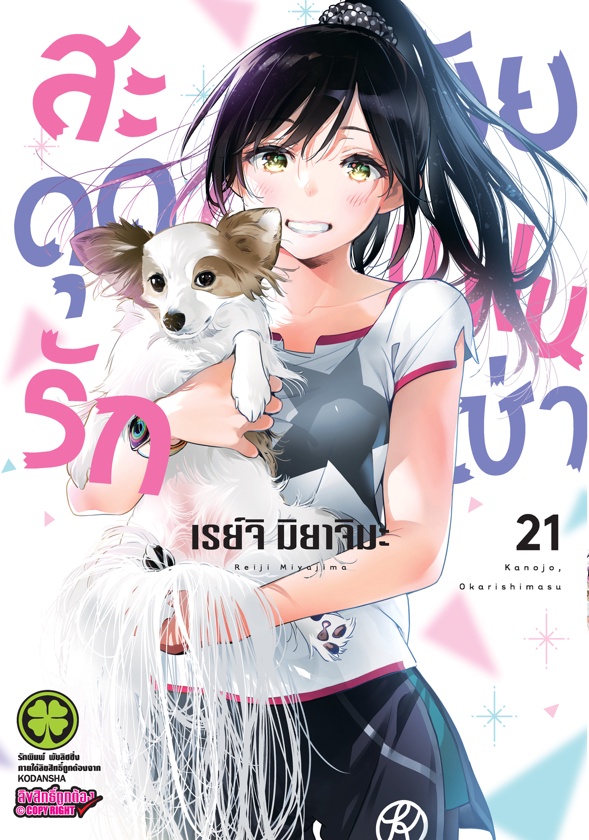 สะ
ดุด
รัก
ยัย
แฟน
เช่า
เรย์จิ มิยาจิมะ
Reiji Miyajima
21
Kanojo,
Okarishimasu
รักพิมพ์ พับลิชชิ่ง
ภายใต้ลิขสิทธิ์ถูกต้องจาก
KODANSHA
ลิขสิทธิ์ถูกต้อง
© COPY RIGHT